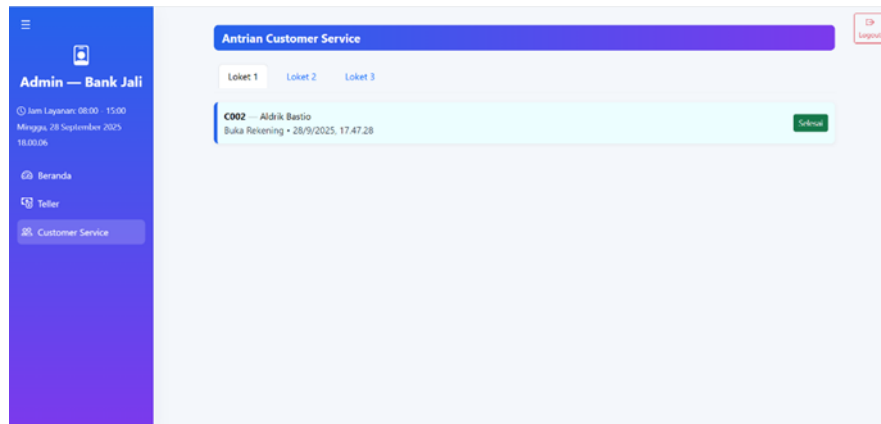 Admin — Bank Jali
Jam Layanan: 08:00 - 15:00
Minggu, 28 September 2025
18.00.06
Beranda
Teller
Customer Service
Antrian Customer Service
Loket 1 Loket 2 Loket 3
C002 — Aldrik Bastio
Buka Rekening • 28/9/2025, 17.47.28
Selesai
Logout